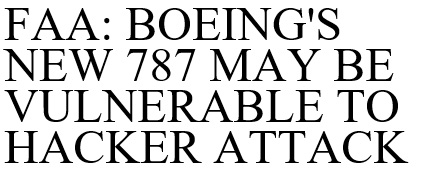 FAA: BOEING'S
NEW 787 MAY BE
VULNERABLE TO
HACKER ATTACK